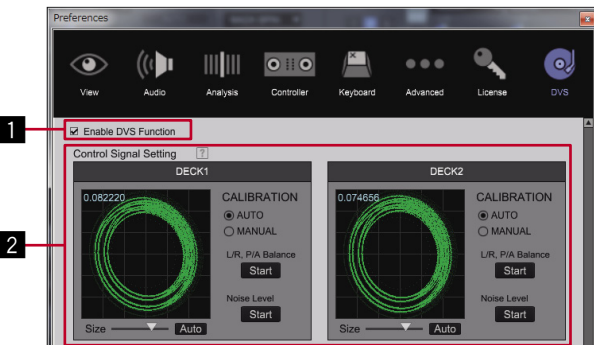 Preferences
View Audio Analysis Controller Keyboard Advanced License DVS
1
Enable DVS Function
Control Signal Setting ?
2
DECK1
0.082220
CALIBRATION
AUTO
MANUAL
L/R, P/A Balance
Start
Noise Level
Start
Size Auto
DECK2
0.074656
CALIBRATION
AUTO
MANUAL
L/R, P/A Balance
Start
Noise Level
Start
Size Auto